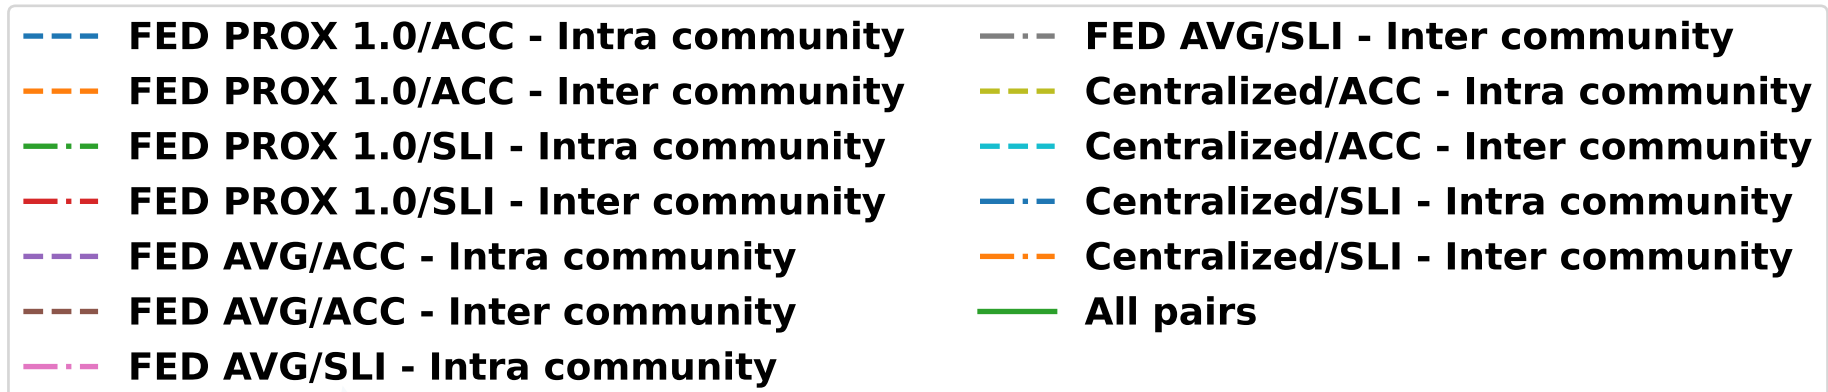 FED PROX 1.0/ACC - Intra community
FED PROX 1.0/ACC - Inter community
FED PROX 1.0/SLI - Intra community
FED PROX 1.0/SLI - Inter community
FED AVG/ACC - Intra community
FED AVG/ACC - Inter community
FED AVG/SLI - Intra community
FED AVG/SLI - Inter community
Centralized/ACC - Intra community
Centralized/ACC - Inter community
Centralized/SLI - Intra community
Centralized/SLI - Inter community
All pairs